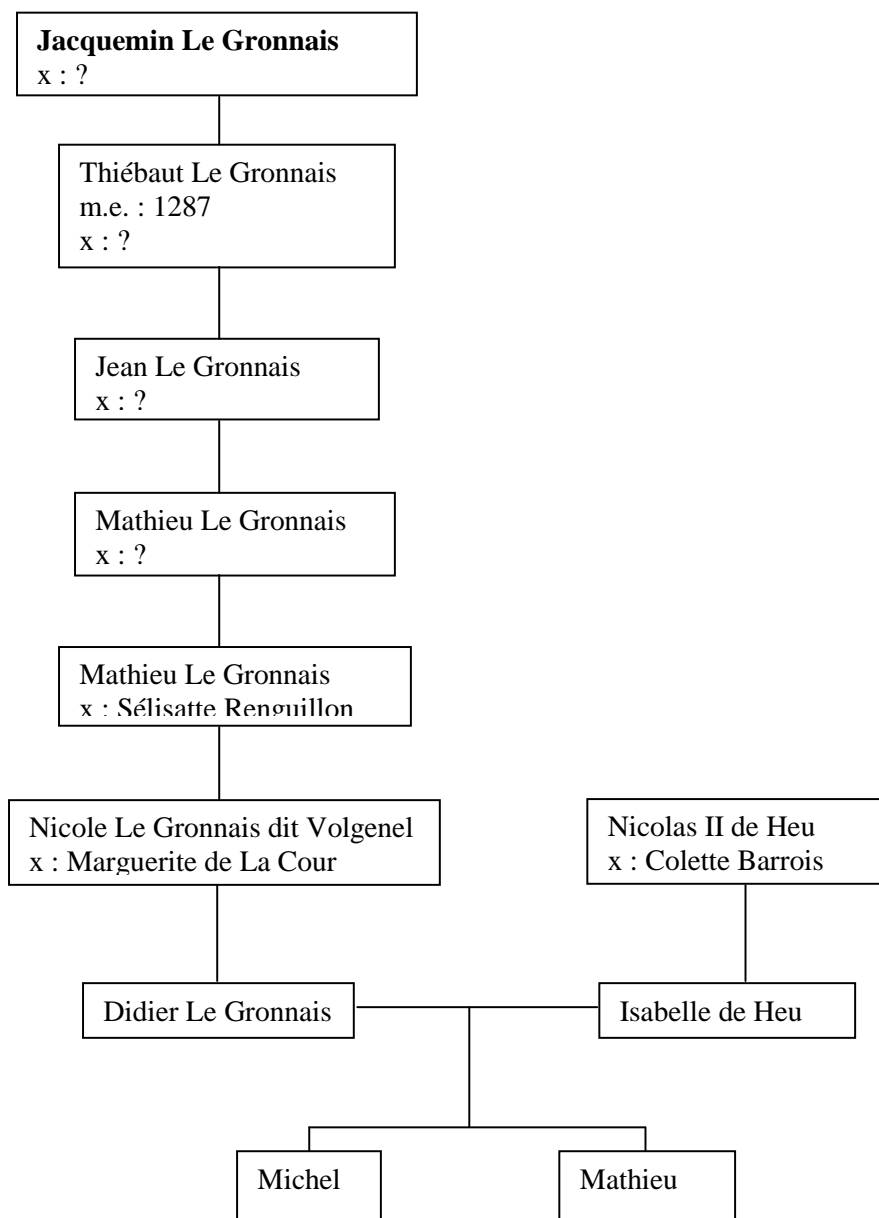 Jacquemin Le Gronnais
x : ?
Thiébaut Le Gronnais
m.e. : 1287
x : ?
Jean Le Gronnais
x : ?
Mathieu Le Gronnais
x : ?
Mathieu Le Gronnais
x : Sélisatte Renguillon
Nicole Le Gronnais dit Volgenel
x : Marguerite de La Cour
Nicolas II de Heu
x : Colette Barrois
Didier Le Gronnais
Isabelle de Heu
Michel
Mathieu